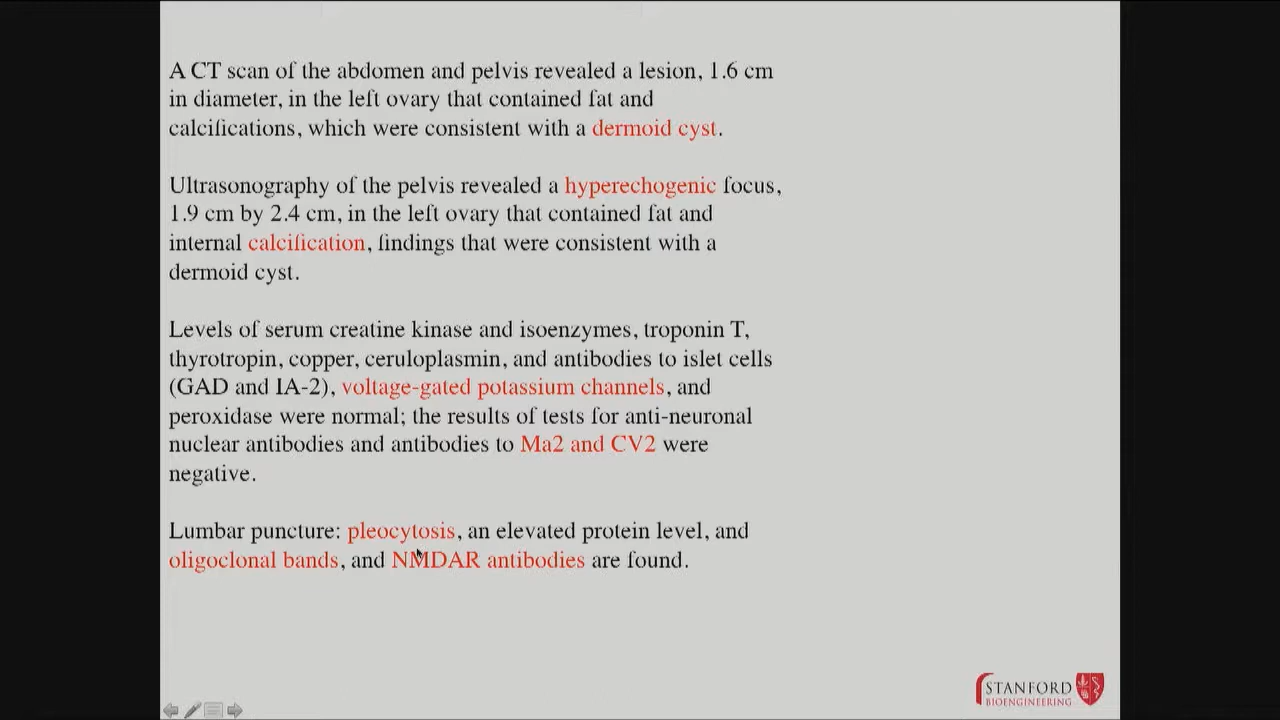 A CT scan of the abdomen and pelvis revealed a lesion, 1.6 cm
in diameter, in the left ovary that contained fat and
calcifications, which were consistent with a dermoid cyst.
Ultrasonography of the pelvis revealed a hyperechogenic focus,
1.9 cm by 2.4 cm, in the left ovary that contained fat and
internal calcification, findings that were consistent with a
dermoid cyst.
Levels of serum creatine kinase and isoenzymes, troponin T,
thyrotropin, copper, ceruloplasmin, and antibodies to islet cells
(GAD and IA-2), voltage-gated potassium channels, and
peroxidase were normal; the results of tests for anti-neuronal
nuclear antibodies and antibodies to Ma2 and CV2 were
negative.
Lumbar puncture: pleocytosis, an elevated protein level, and
oligoclonal bands, and NMDAR antibodies are found.
STANFORD
BIOENGINEERING